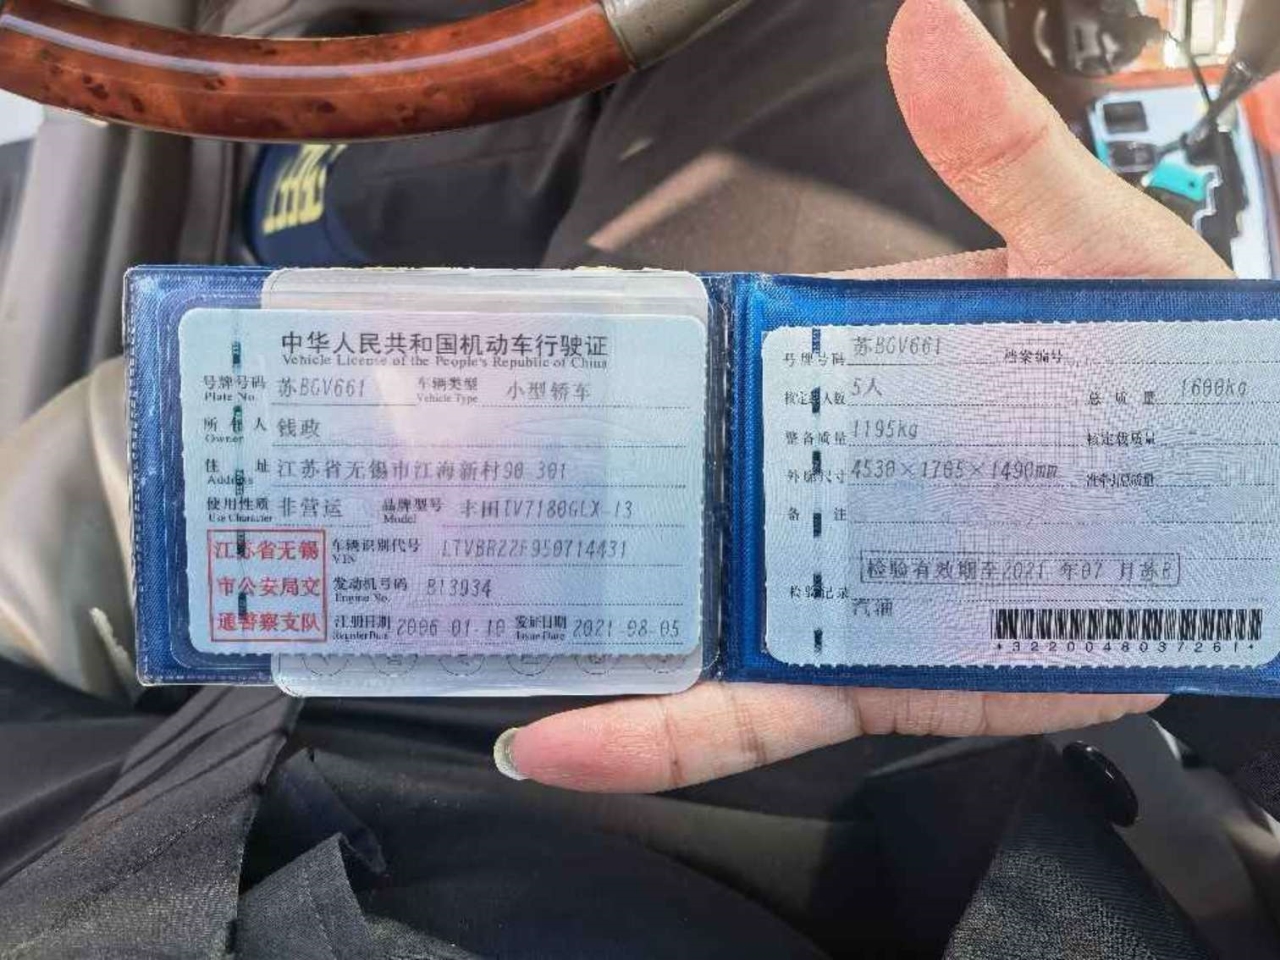 中华人民共和国机动车行驶证
Vehicle License of the People's Republic of China
号牌号码 苏BGV661 车辆类型 小型轿车
Plate No. Vehicle Type
所有人 钱政
Owner
住址 江苏省无锡市江海新村90-301
Address
使用性质 非营运 品牌型号 丰田TV7180GLX-I3
Use Character Model
江苏省无锡
市公安局交
通警察支队
车辆识别代号 LTVBR22F950714431
VIN
发动机号码 B13934
Engine No.
注册日期 2006-01-10 发证日期 2021-08-05
Register Date Issue Date
号牌号码 苏BGV661 档案编号
核定载人数 5人 总质量 1600kg
整备质量 1195kg 核定载质量
外廓尺寸 4530×1705×1490mm 准牵引总质量
备注
检验有效期至2021年07月苏B
检验记录
汽油
*3220048037261*